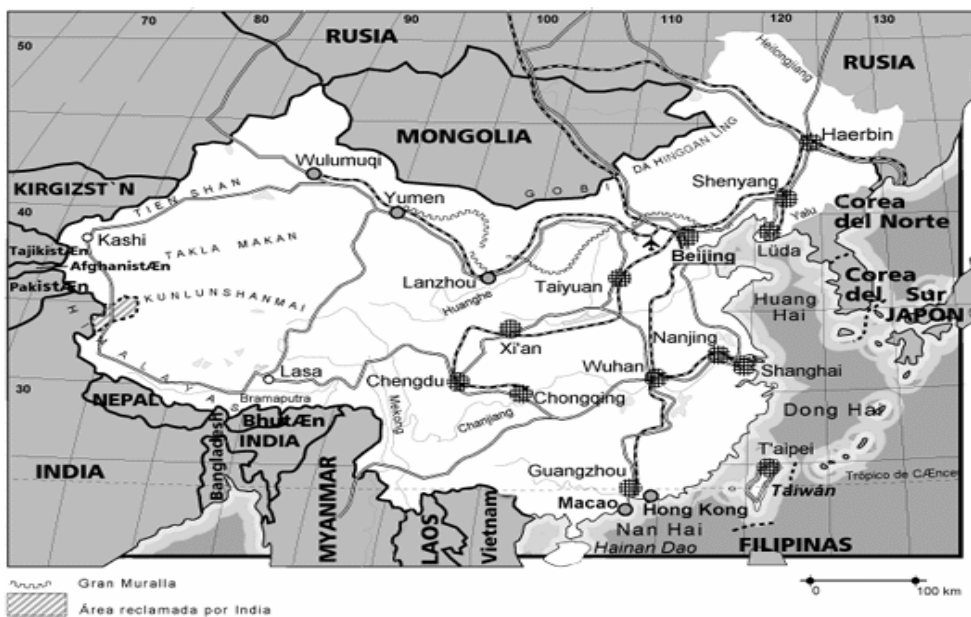 70
80
90
100
110
120
130
50
RUSIA
RUSIA
Heilongjiang
MONGOLIA
DA HINGGAN LING
Haerbin
Wulumuqi
GOBI
Shenyang
KIRGIZST`N
TIEN SHAN
Yumen
40
Corea
del Norte
Yalu
Kashi
TAKLA MAKAN
Beijing
Lüda
TajikistÆn
AfghanistÆn
Lanzhou
Taiyuan
PakistÆn
KUNLUNSHANMAI
Huanghe
Huang
Hai
Corea
del Sur
JAPÓN
HIMALAYAS
Xi'an
Nanjing
Wuhan
Shanghai
30
Lasa
Chengdu
NEPAL
Bramaputra
Chongqing
Mekong
Chanjiang
Dong Hai
BhutÆn
INDIA
INDIA
Bangladesh
T'aipei
Guangzhou
Trópico de CÆnce
Taiwán
Macao
Hong Kong
MYANMAR
LAOS
Vietnam
Nan Hai
Hainan Dao
FILIPINAS
Gran Muralla
0
100 km
Área reclamada por India